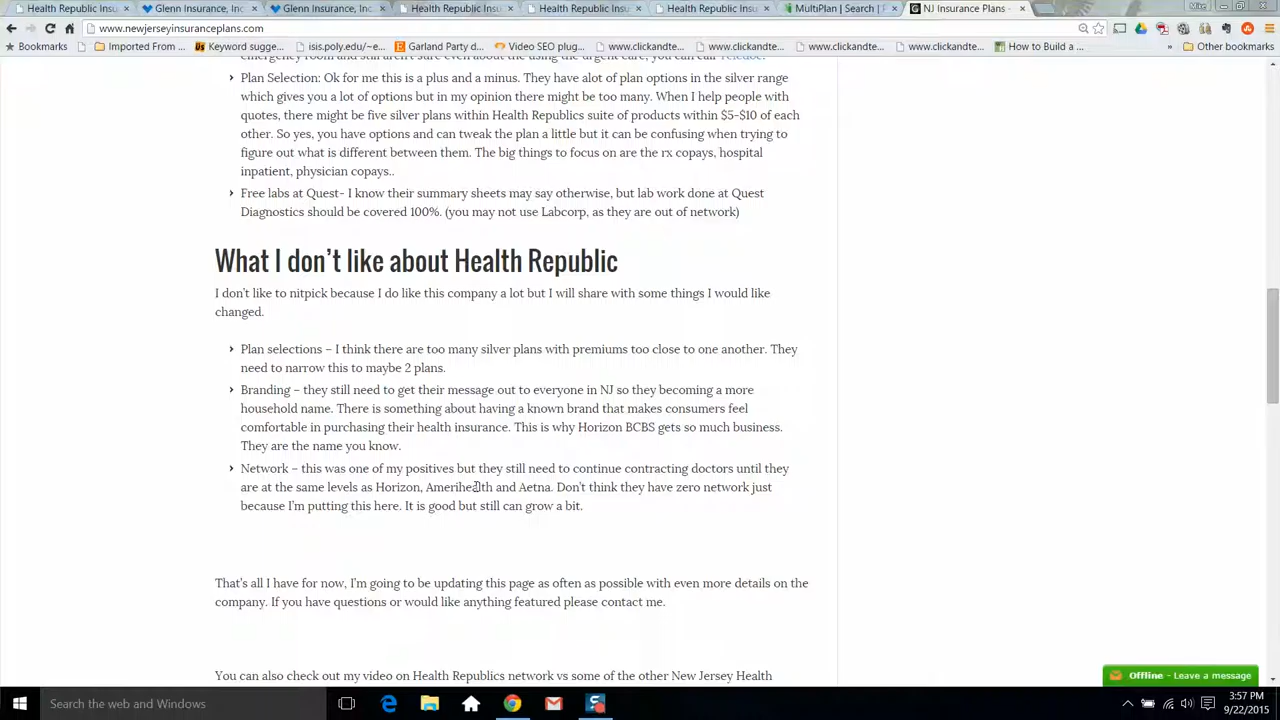 Health Republic Insu
Glenn Insurance, Inc.
Glenn Insurance, Inc.
Health Republic Insu
Health Republic Insu
Health Republic Insu
MultiPlan | Search | F
NJ Insurance Plans -
www.newjerseyinsuranceplans.com
Bookmarks
Imported From ...
Keyword sugge...
isis.poly.edu/~e...
Garland Party d...
Video SEO plug...
www.clickandte...
www.clickandte...
www.clickandte...
www.clickandte...
How to Build a ...
Other bookmarks
emergency room and still aren't sure even about the using the urgent care, you can call Teledoc.
Plan Selection: Ok for me this is a plus and a minus. They have alot of plan options in the silver range
which gives you a lot of options but in my opinion there might be too many. When I help people with
quotes, there might be five silver plans within Health Republics suite of products within $5-$10 of each
other. So yes, you have options and can tweak the plan a little but it can be confusing when trying to
figure out what is different between them. The big things to focus on are the rx copays, hospital
inpatient, physician copays..
Free labs at Quest- I know their summary sheets may say otherwise, but lab work done at Quest
Diagnostics should be covered 100%. (you may not use Labcorp, as they are out of network)
What I don't like about Health Republic
I don't like to nitpick because I do like this company a lot but I will share with some things I would like
changed.
Plan selections – I think there are too many silver plans with premiums too close to one another. They
need to narrow this to maybe 2 plans.
Branding – they still need to get their message out to everyone in NJ so they becoming a more
household name. There is something about having a known brand that makes consumers feel
comfortable in purchasing their health insurance. This is why Horizon BCBS gets so much business.
They are the name you know.
Network – this was one of my positives but they still need to continue contracting doctors until they
are at the same levels as Horizon, Amerihealth and Aetna. Don't think they have zero network just
because I'm putting this here. It is good but still can grow a bit.
That's all I have for now, I'm going to be updating this page as often as possible with even more details on the
company. If you have questions or would like anything featured please contact me.
You can also check out my video on Health Republics network vs some of the other New Jersey Health
Offline - Leave a message
Search the web and Windows
3:57 PM
9/22/2015